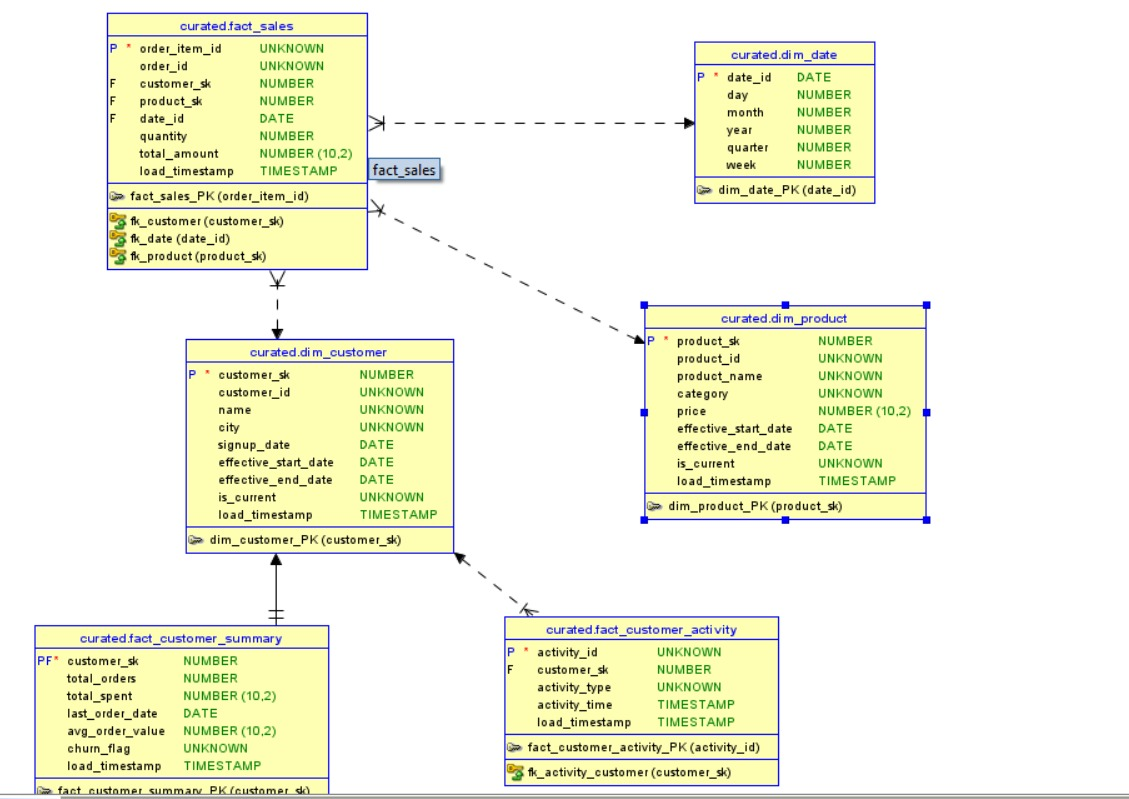 curated.fact_sales
P * order_item_id UNKNOWN
order_id UNKNOWN
F customer_sk NUMBER
F product_sk NUMBER
F date_id DATE
quantity NUMBER
total_amount NUMBER (10,2)
load_timestamp TIMESTAMP
fact_sales_PK (order_item_id)
fk_customer (customer_sk)
fk_date (date_id)
fk_product (product_sk)
fact_sales
curated.dim_date
P * date_id DATE
day NUMBER
month NUMBER
year NUMBER
quarter NUMBER
week NUMBER
dim_date_PK (date_id)
curated.dim_product
P * product_sk NUMBER
product_id UNKNOWN
product_name UNKNOWN
category UNKNOWN
price NUMBER (10,2)
effective_start_date DATE
effective_end_date DATE
is_current UNKNOWN
load_timestamp TIMESTAMP
dim_product_PK (product_sk)
curated.dim_customer
P * customer_sk NUMBER
customer_id UNKNOWN
name UNKNOWN
city UNKNOWN
signup_date DATE
effective_start_date DATE
effective_end_date DATE
is_current UNKNOWN
load_timestamp TIMESTAMP
dim_customer_PK (customer_sk)
curated.fact_customer_summary
PF* customer_sk NUMBER
total_orders NUMBER
total_spent NUMBER (10,2)
last_order_date DATE
avg_order_value NUMBER (10,2)
churn_flag UNKNOWN
load_timestamp TIMESTAMP
fact_customer_summary_PK (customer_sk)
curated.fact_customer_activity
P * activity_id UNKNOWN
F customer_sk NUMBER
activity_type UNKNOWN
activity_time TIMESTAMP
load_timestamp TIMESTAMP
fact_customer_activity_PK (activity_id)
fk_activity_customer (customer_sk)